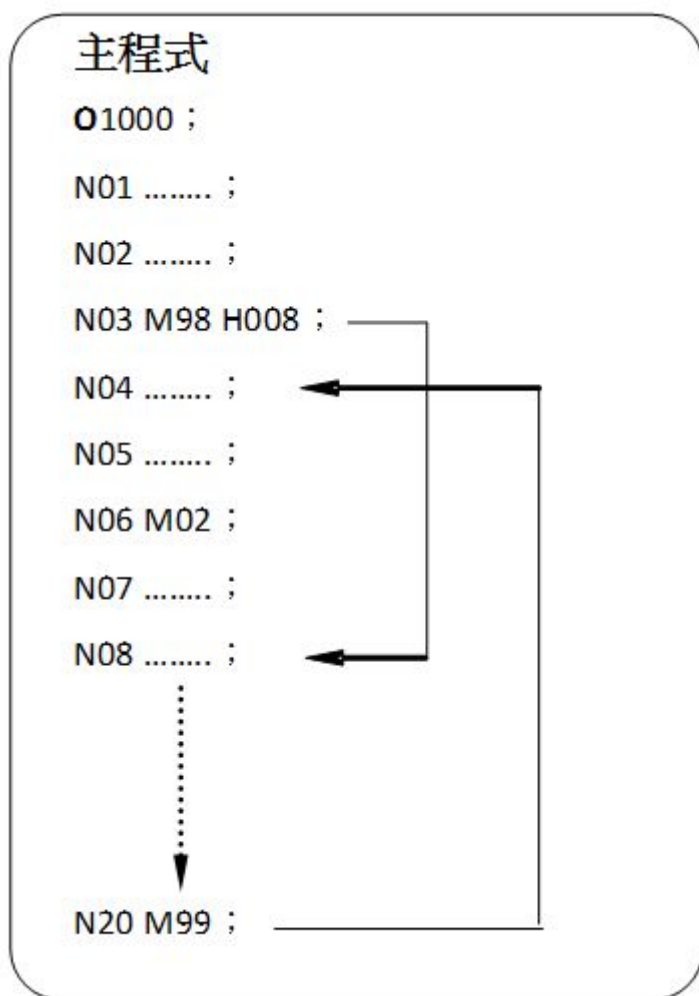 主程式
O1000；
N01 ........；
N02 ........；
N03 M98 H008；
N04 ........；
N05 ........；
N06 M02；
N07 ........；
N08 ........；
N20 M99；